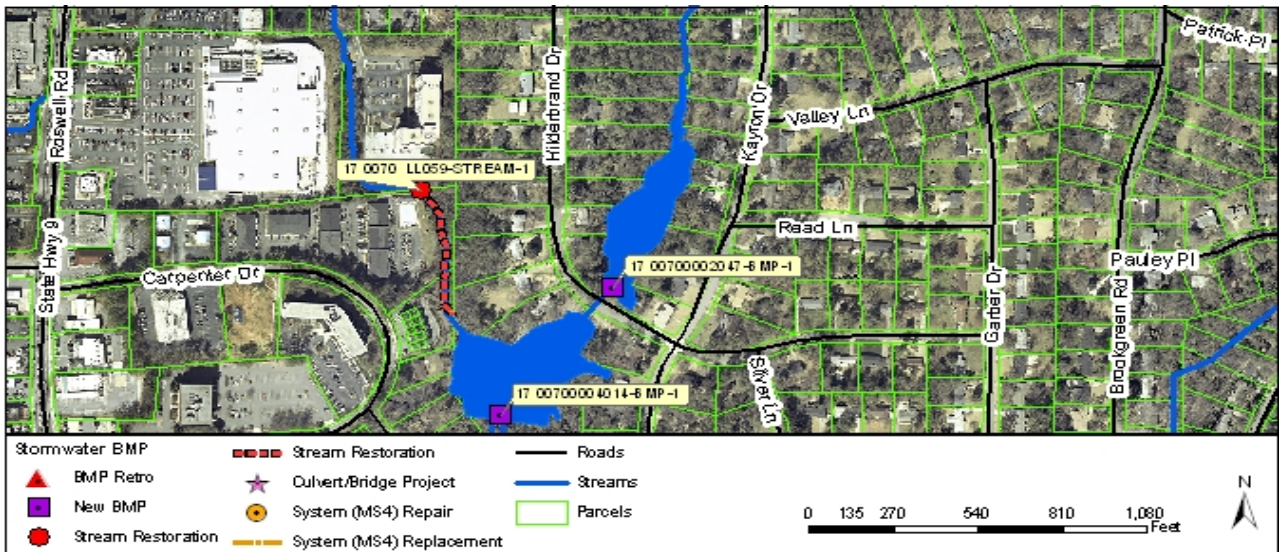 Patrick Pl
Roswell Rd
Hilderbrand Dr
Kayron Dr
Valley Ln
17 0070 LL059-STREAM-1
Read Ln
State Hwy 9
Carpenter Dr
17 00700002047-BMP-1
Garber Dr
Pauley Pl
Brookgreen Rd
Silver Ln
17 00700004014-BMP-1
Stormwater BMP
BMP Retro
New BMP
Stream Restoration
Stream Restoration
Culvert/Bridge Project
System (MS4) Repair
System (MS4) Replacement
Roads
Streams
Parcels
N
0 135 270 540 810 1,080
Feet